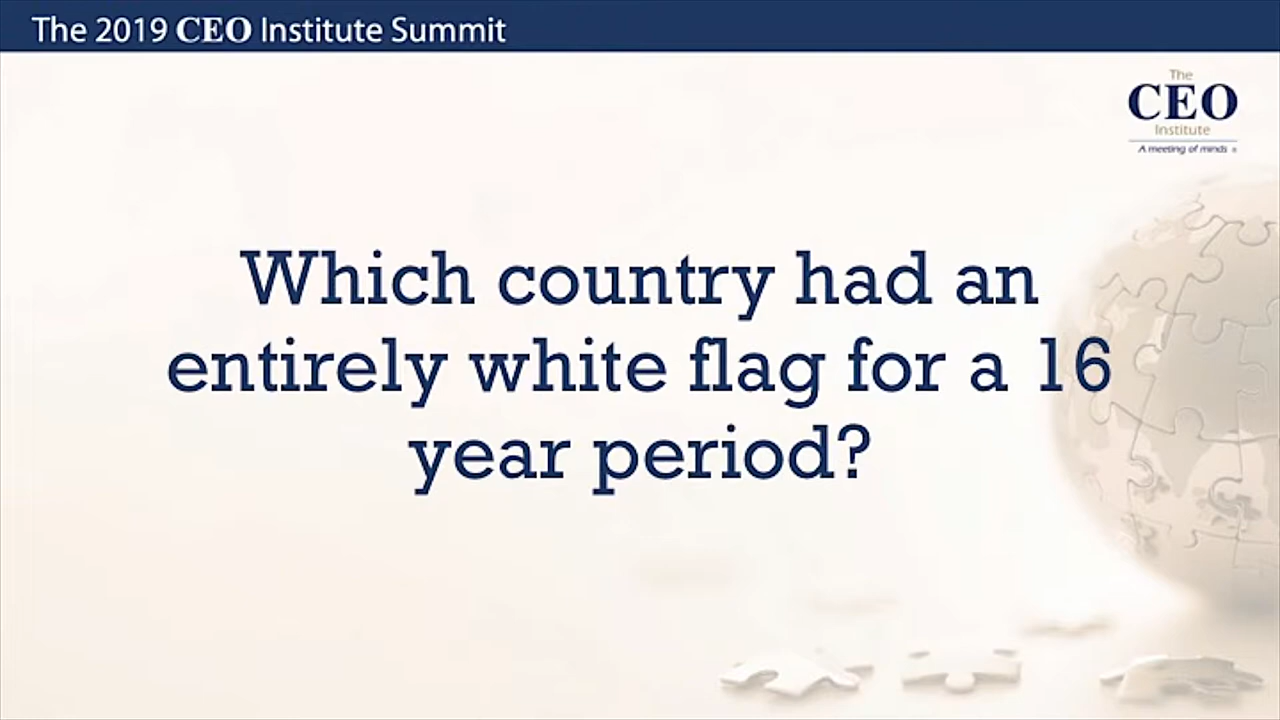 The 2019 CEO Institute Summit
The
CEO
Institute
A meeting of minds ®
Which country had an
entirely white flag for a 16
year period?